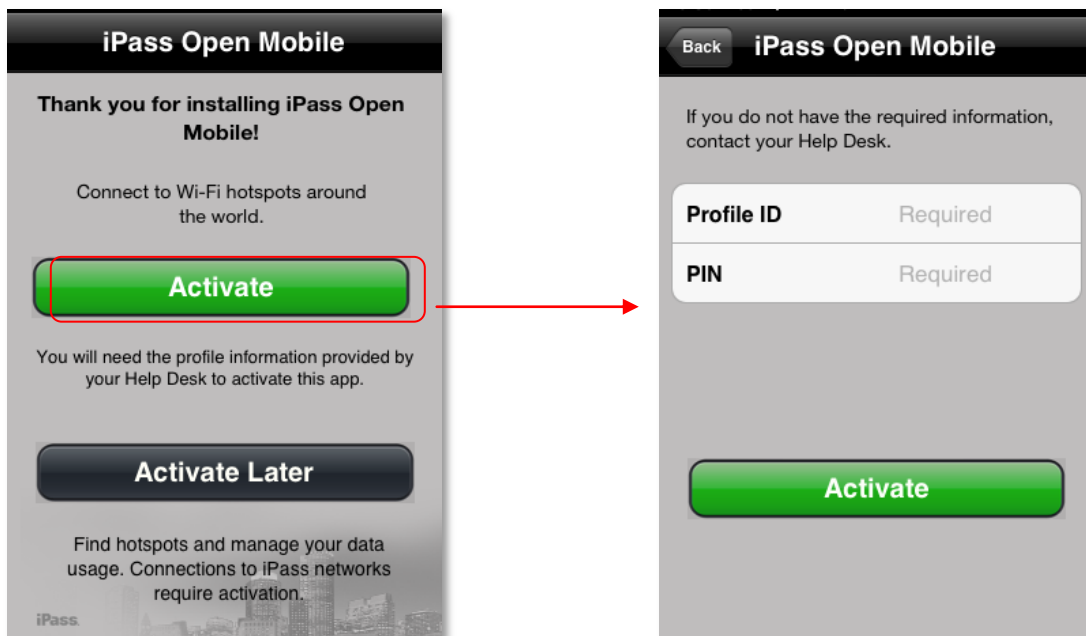 iPass Open Mobile
Thank you for installing iPass Open
Mobile!
Connect to Wi-Fi hotspots around
the world.
Activate
You will need the profile information provided by
your Help Desk to activate this app.
Activate Later
Find hotspots and manage your data
usage. Connections to iPass networks
require activation.
iPass
Back iPass Open Mobile
If you do not have the required information,
contact your Help Desk.
Profile ID Required
PIN Required
Activate